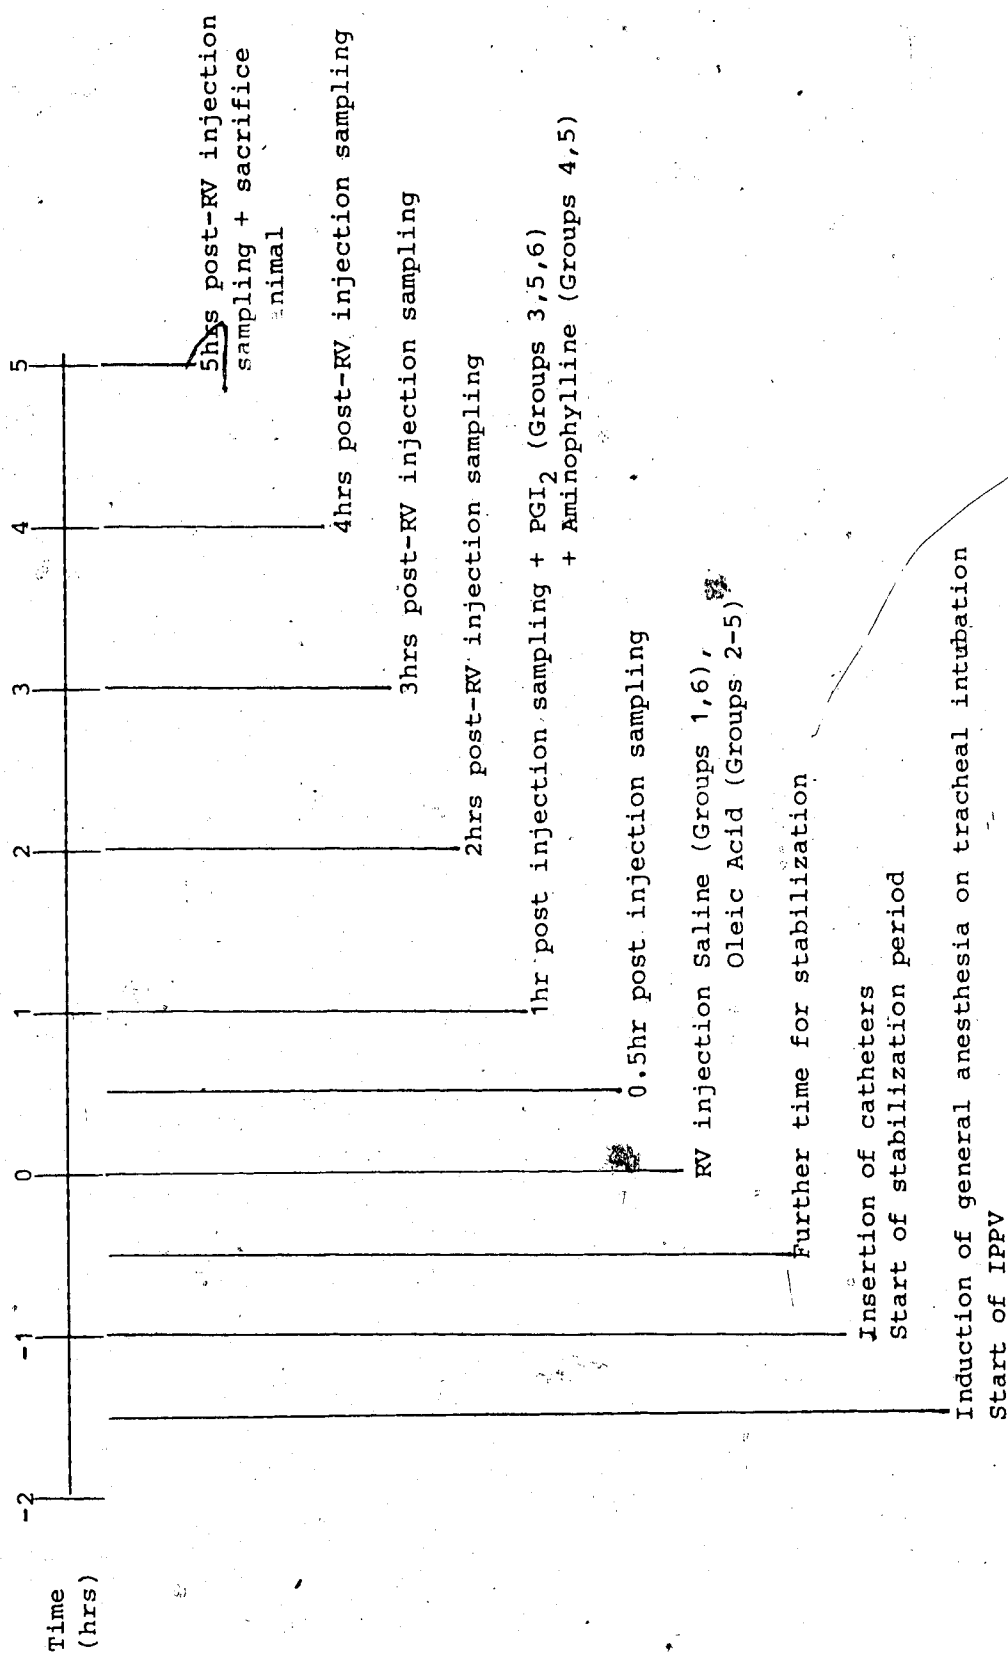 Time
(hrs)
-2
-1
0
1
2
3
4
5
5hrs post-RV injection
sampling + sacrifice
animal
4hrs post-RV injection sampling
3hrs post-RV injection sampling
2hrs post-RV injection sampling
1hr post injection sampling + PGI2 (Groups 3,5,6)
+ Aminophylline (Groups 4,5)
0.5hr post injection sampling
RV injection Saline (Groups 1,6),
Oleic Acid (Groups 2-5)
Further time for stabilization
Insertion of catheters
Start of stabilization period
Induction of general anesthesia on tracheal intubation
Start of IPPV